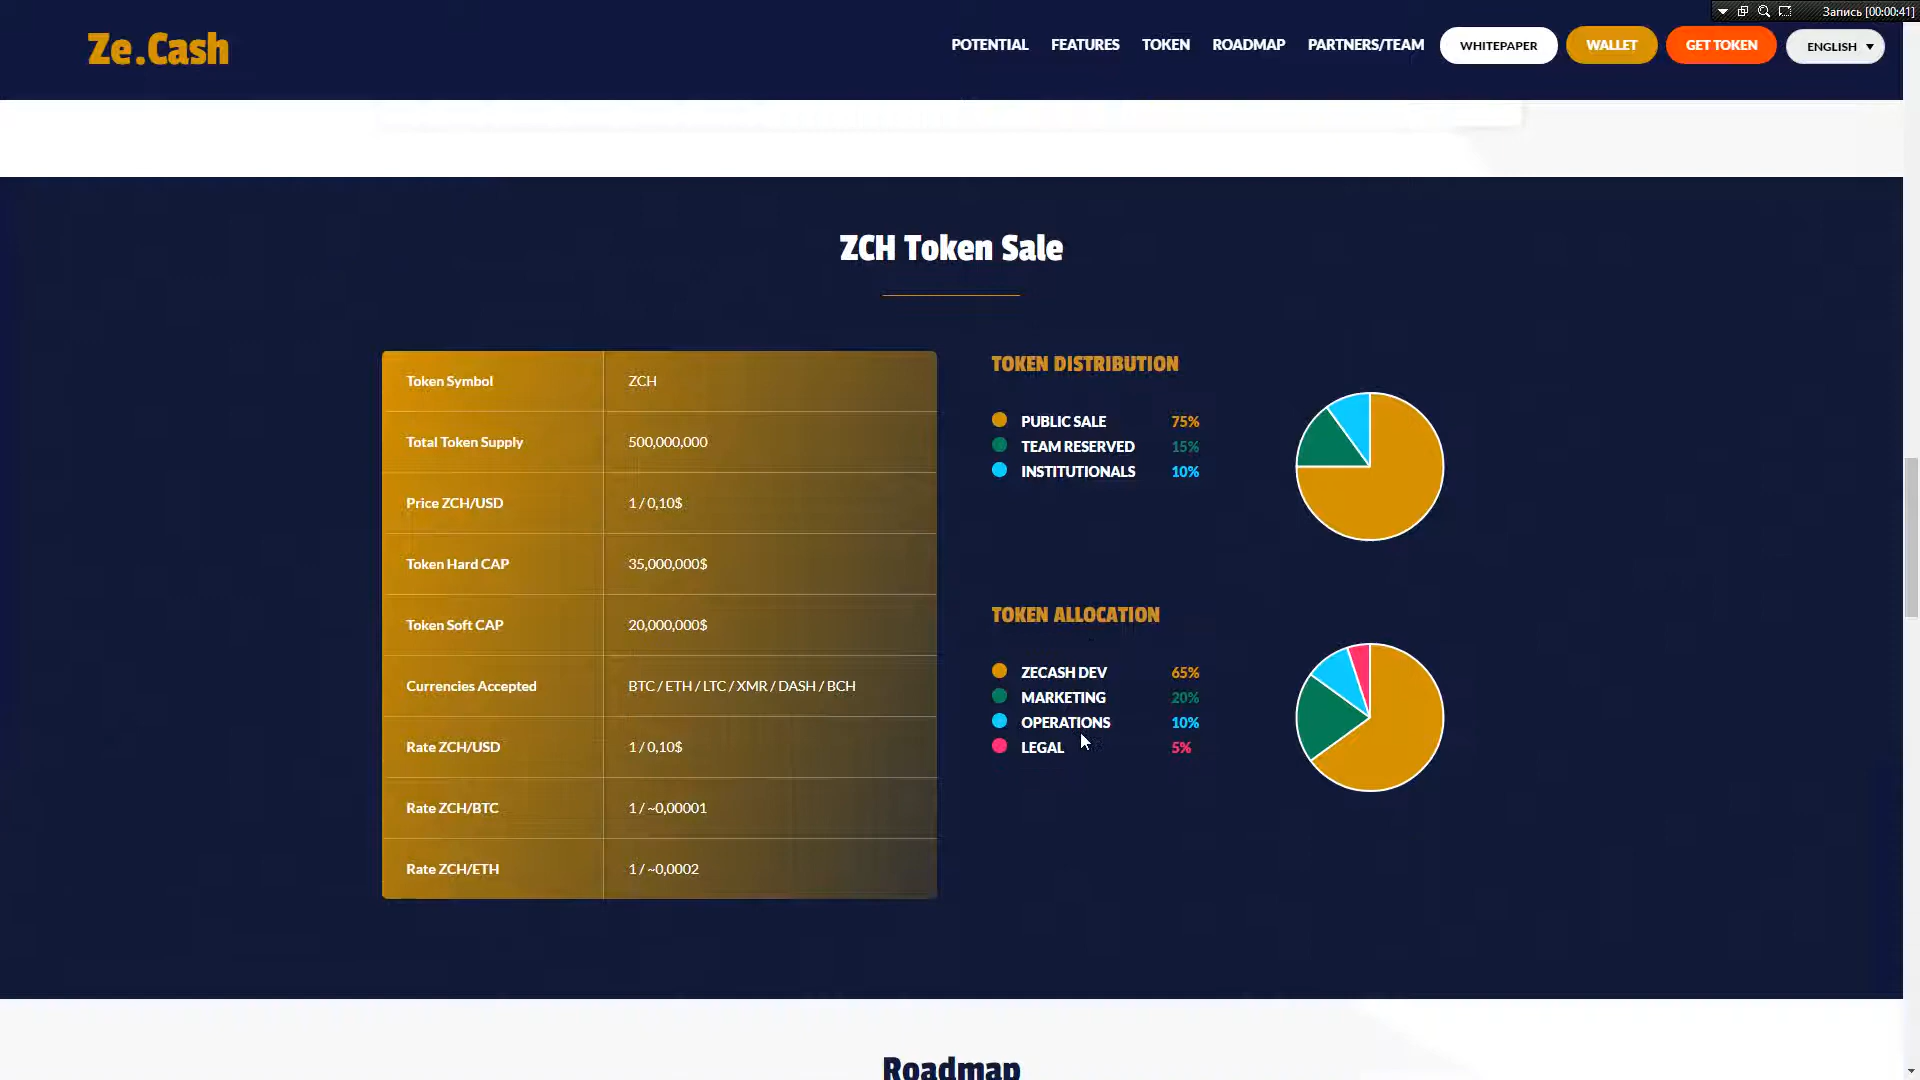 Запись [00:00:41]
Ze.Cash
POTENTIAL FEATURES TOKEN ROADMAP PARTNERS/TEAM WHITEPAPER WALLET GET TOKEN ENGLISH
ZCH Token Sale
Token Symbol ZCH
Total Token Supply 500,000,000
Price ZCH/USD 1 / 0,10$
Token Hard CAP 35,000,000$
Token Soft CAP 20,000,000$
Currencies Accepted BTC / ETH / LTC / XMR / DASH / BCH
Rate ZCH/USD 1 / 0,10$
Rate ZCH/BTC 1 / ~0,00001
Rate ZCH/ETH 1 / ~0,0002
TOKEN DISTRIBUTION
PUBLIC SALE 75%
TEAM RESERVED 15%
INSTITUTIONALS 10%
TOKEN ALLOCATION
ZECASH DEV 65%
MARKETING 20%
OPERATIONS 10%
LEGAL 5%
Roadmap